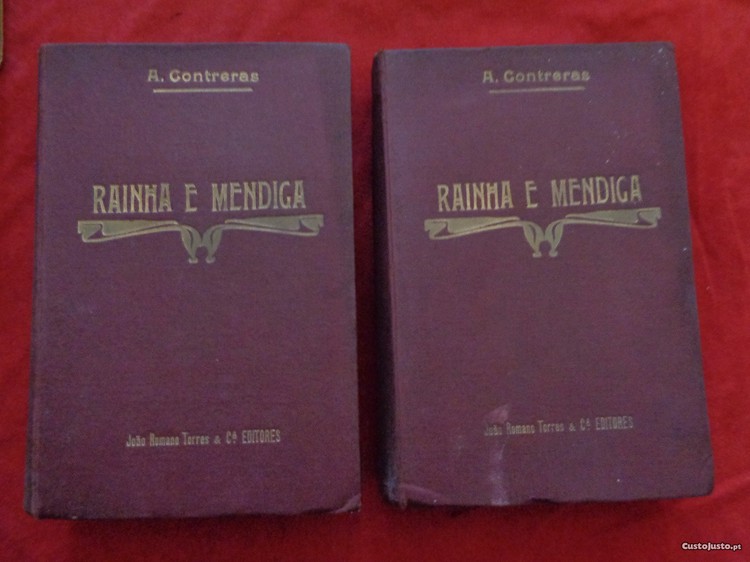 A. Contreras
RAINHA E MENDIGA
João Romano Torres & Cª EDITORES
A. Contreras
RAINHA E MENDIGA
João Romano Torres & Cª EDITORES
CustoJusto.pt